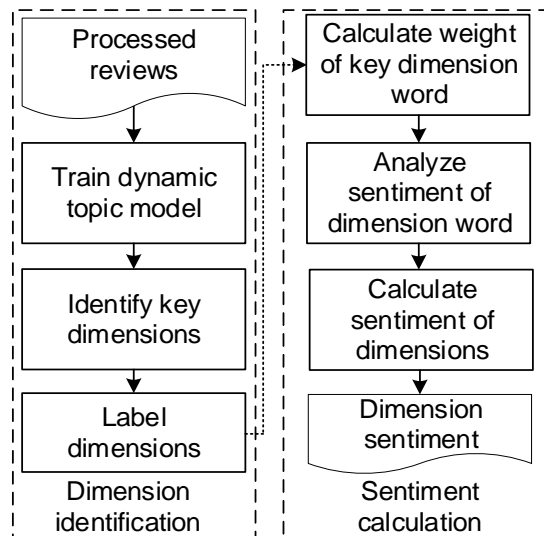 Processed
reviews
Train dynamic
topic model
Identify key
dimensions
Label
dimensions
Dimension
identification
Calculate weight
of key dimension
word
Analyze
sentiment of
dimension word
Calculate
sentiment of
dimensions
Dimension
sentiment
Sentiment
calculation